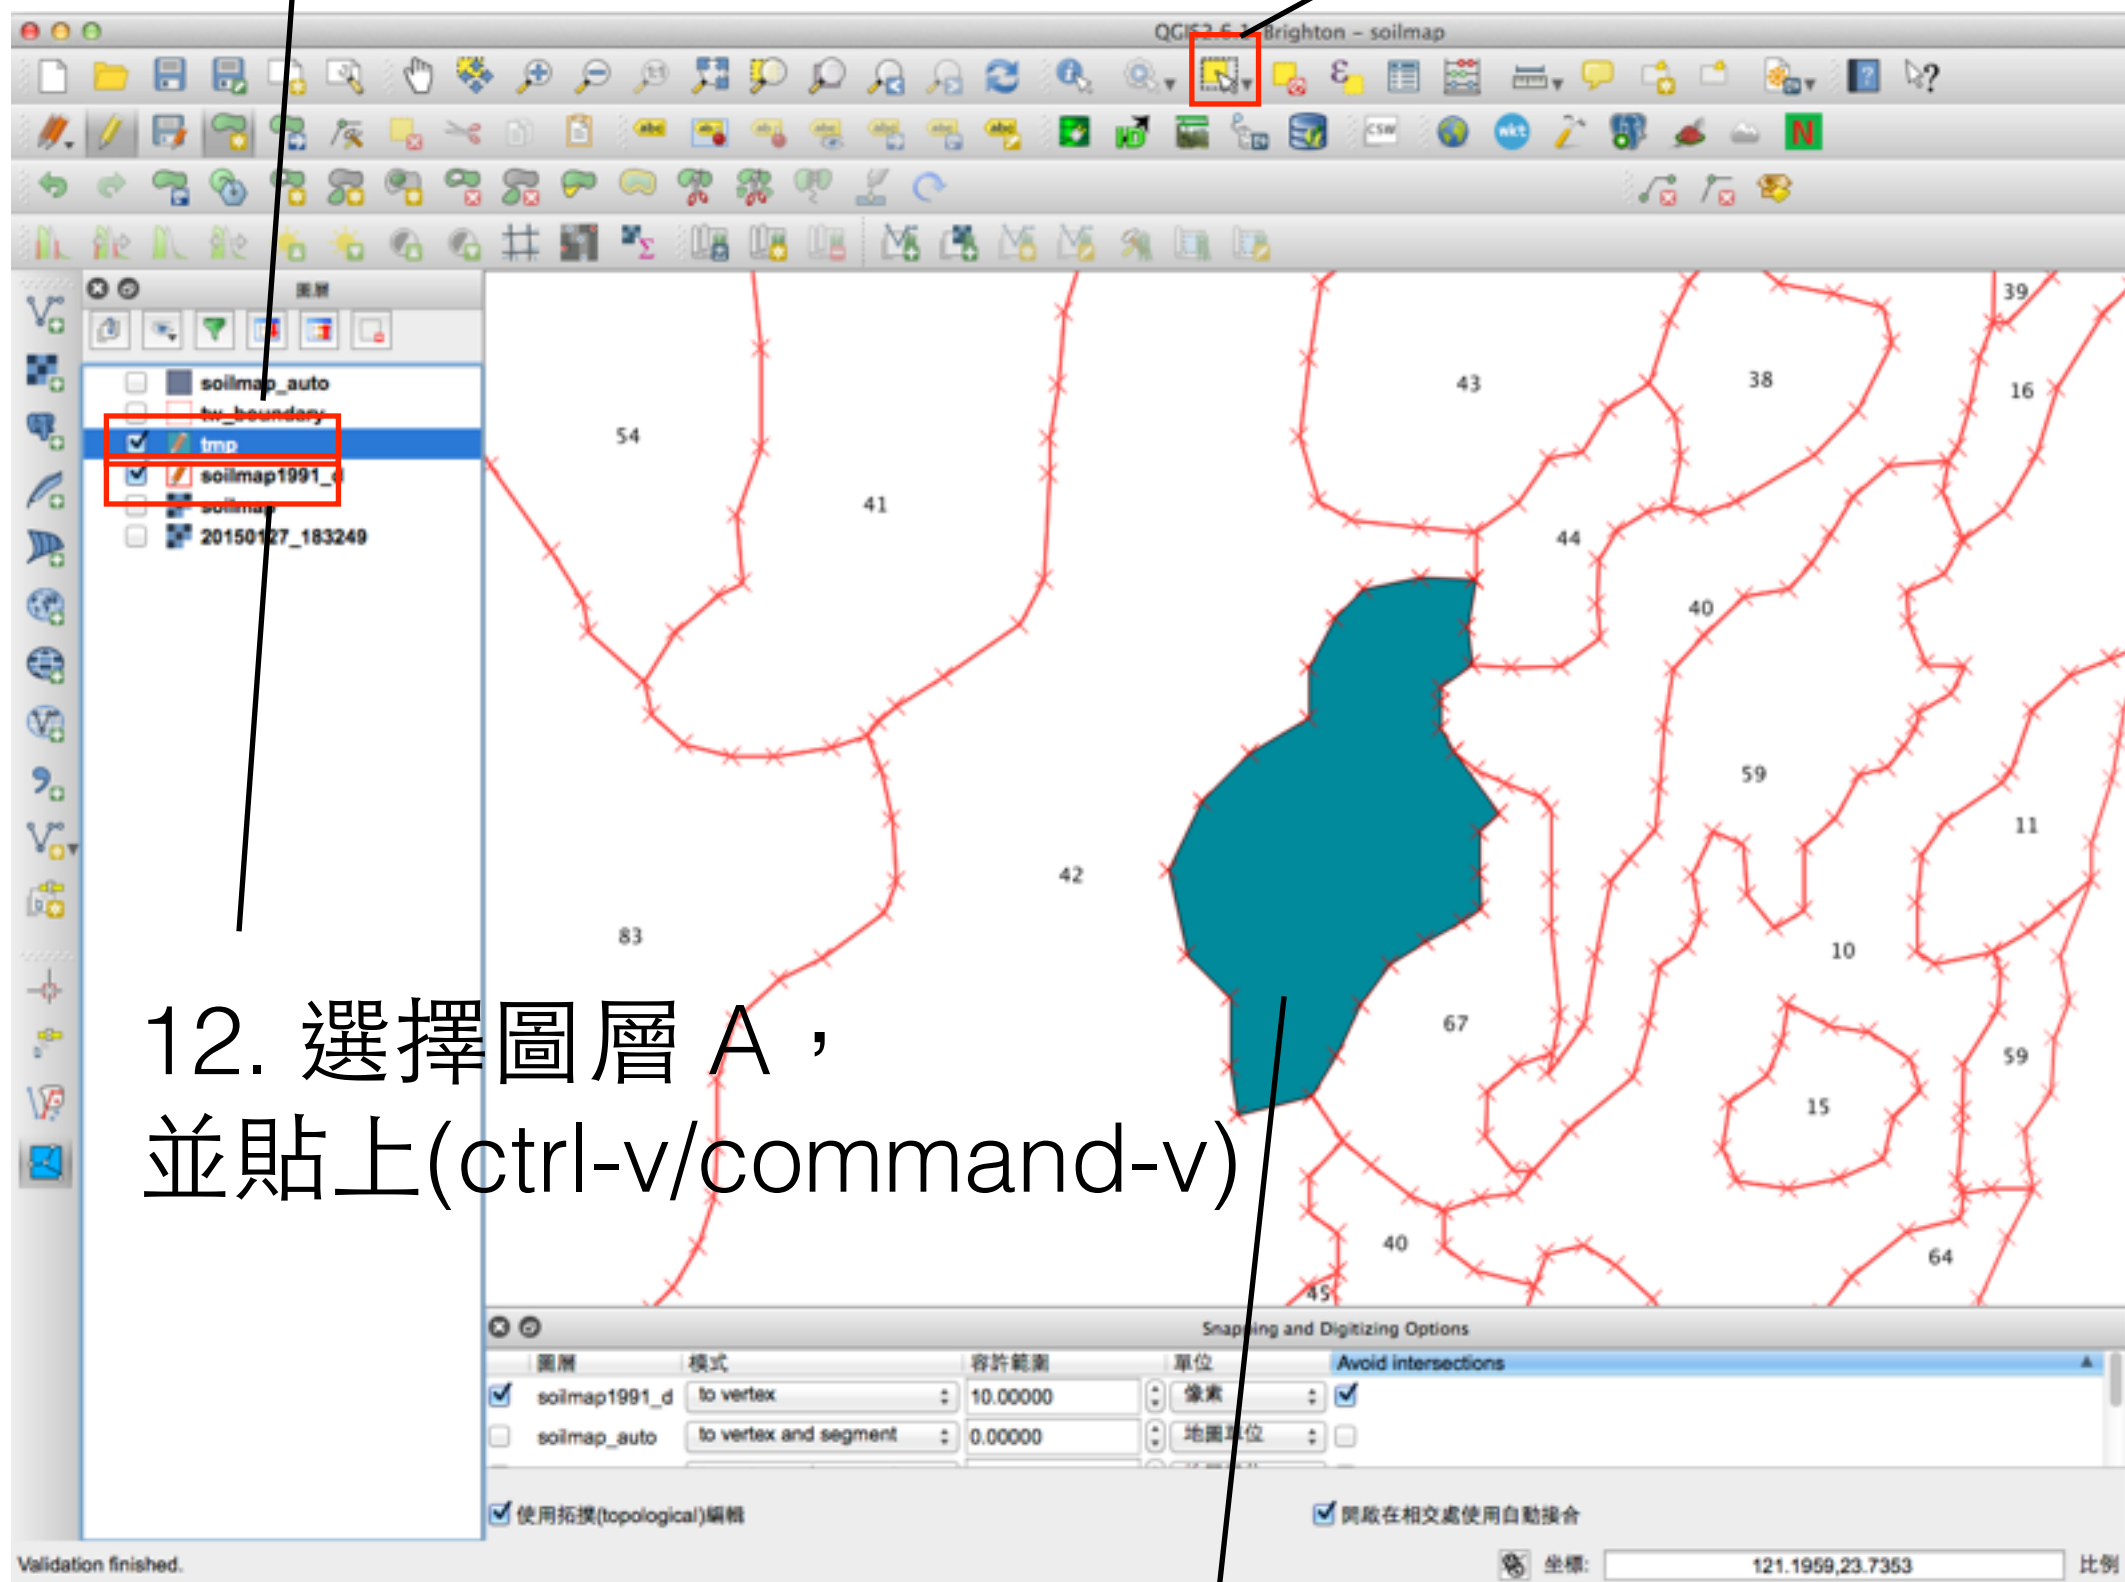 QGIS2.6.1 Brighton - soilmap
圖層
soilmap_auto
tw_boundary
tmp
soilmap1991_d
soilmap
20150127_183249
39
43
38
16
54
41
44
40
59
11
42
83
10
67
59
15
40
64
45
12. 選擇圖層 A，
並貼上(ctrl-v/command-v)
Snapping and Digitizing Options
圖層 模式 容許範圍 單位 Avoid intersections
soilmap1991_d to vertex 10.00000 像素
soilmap_auto to vertex and segment 0.00000 地圖單位
使用拓撲(topological)編輯 開啟在相交處使用自動接合
Validation finished. 坐標: 121.1959,23.7353 比例